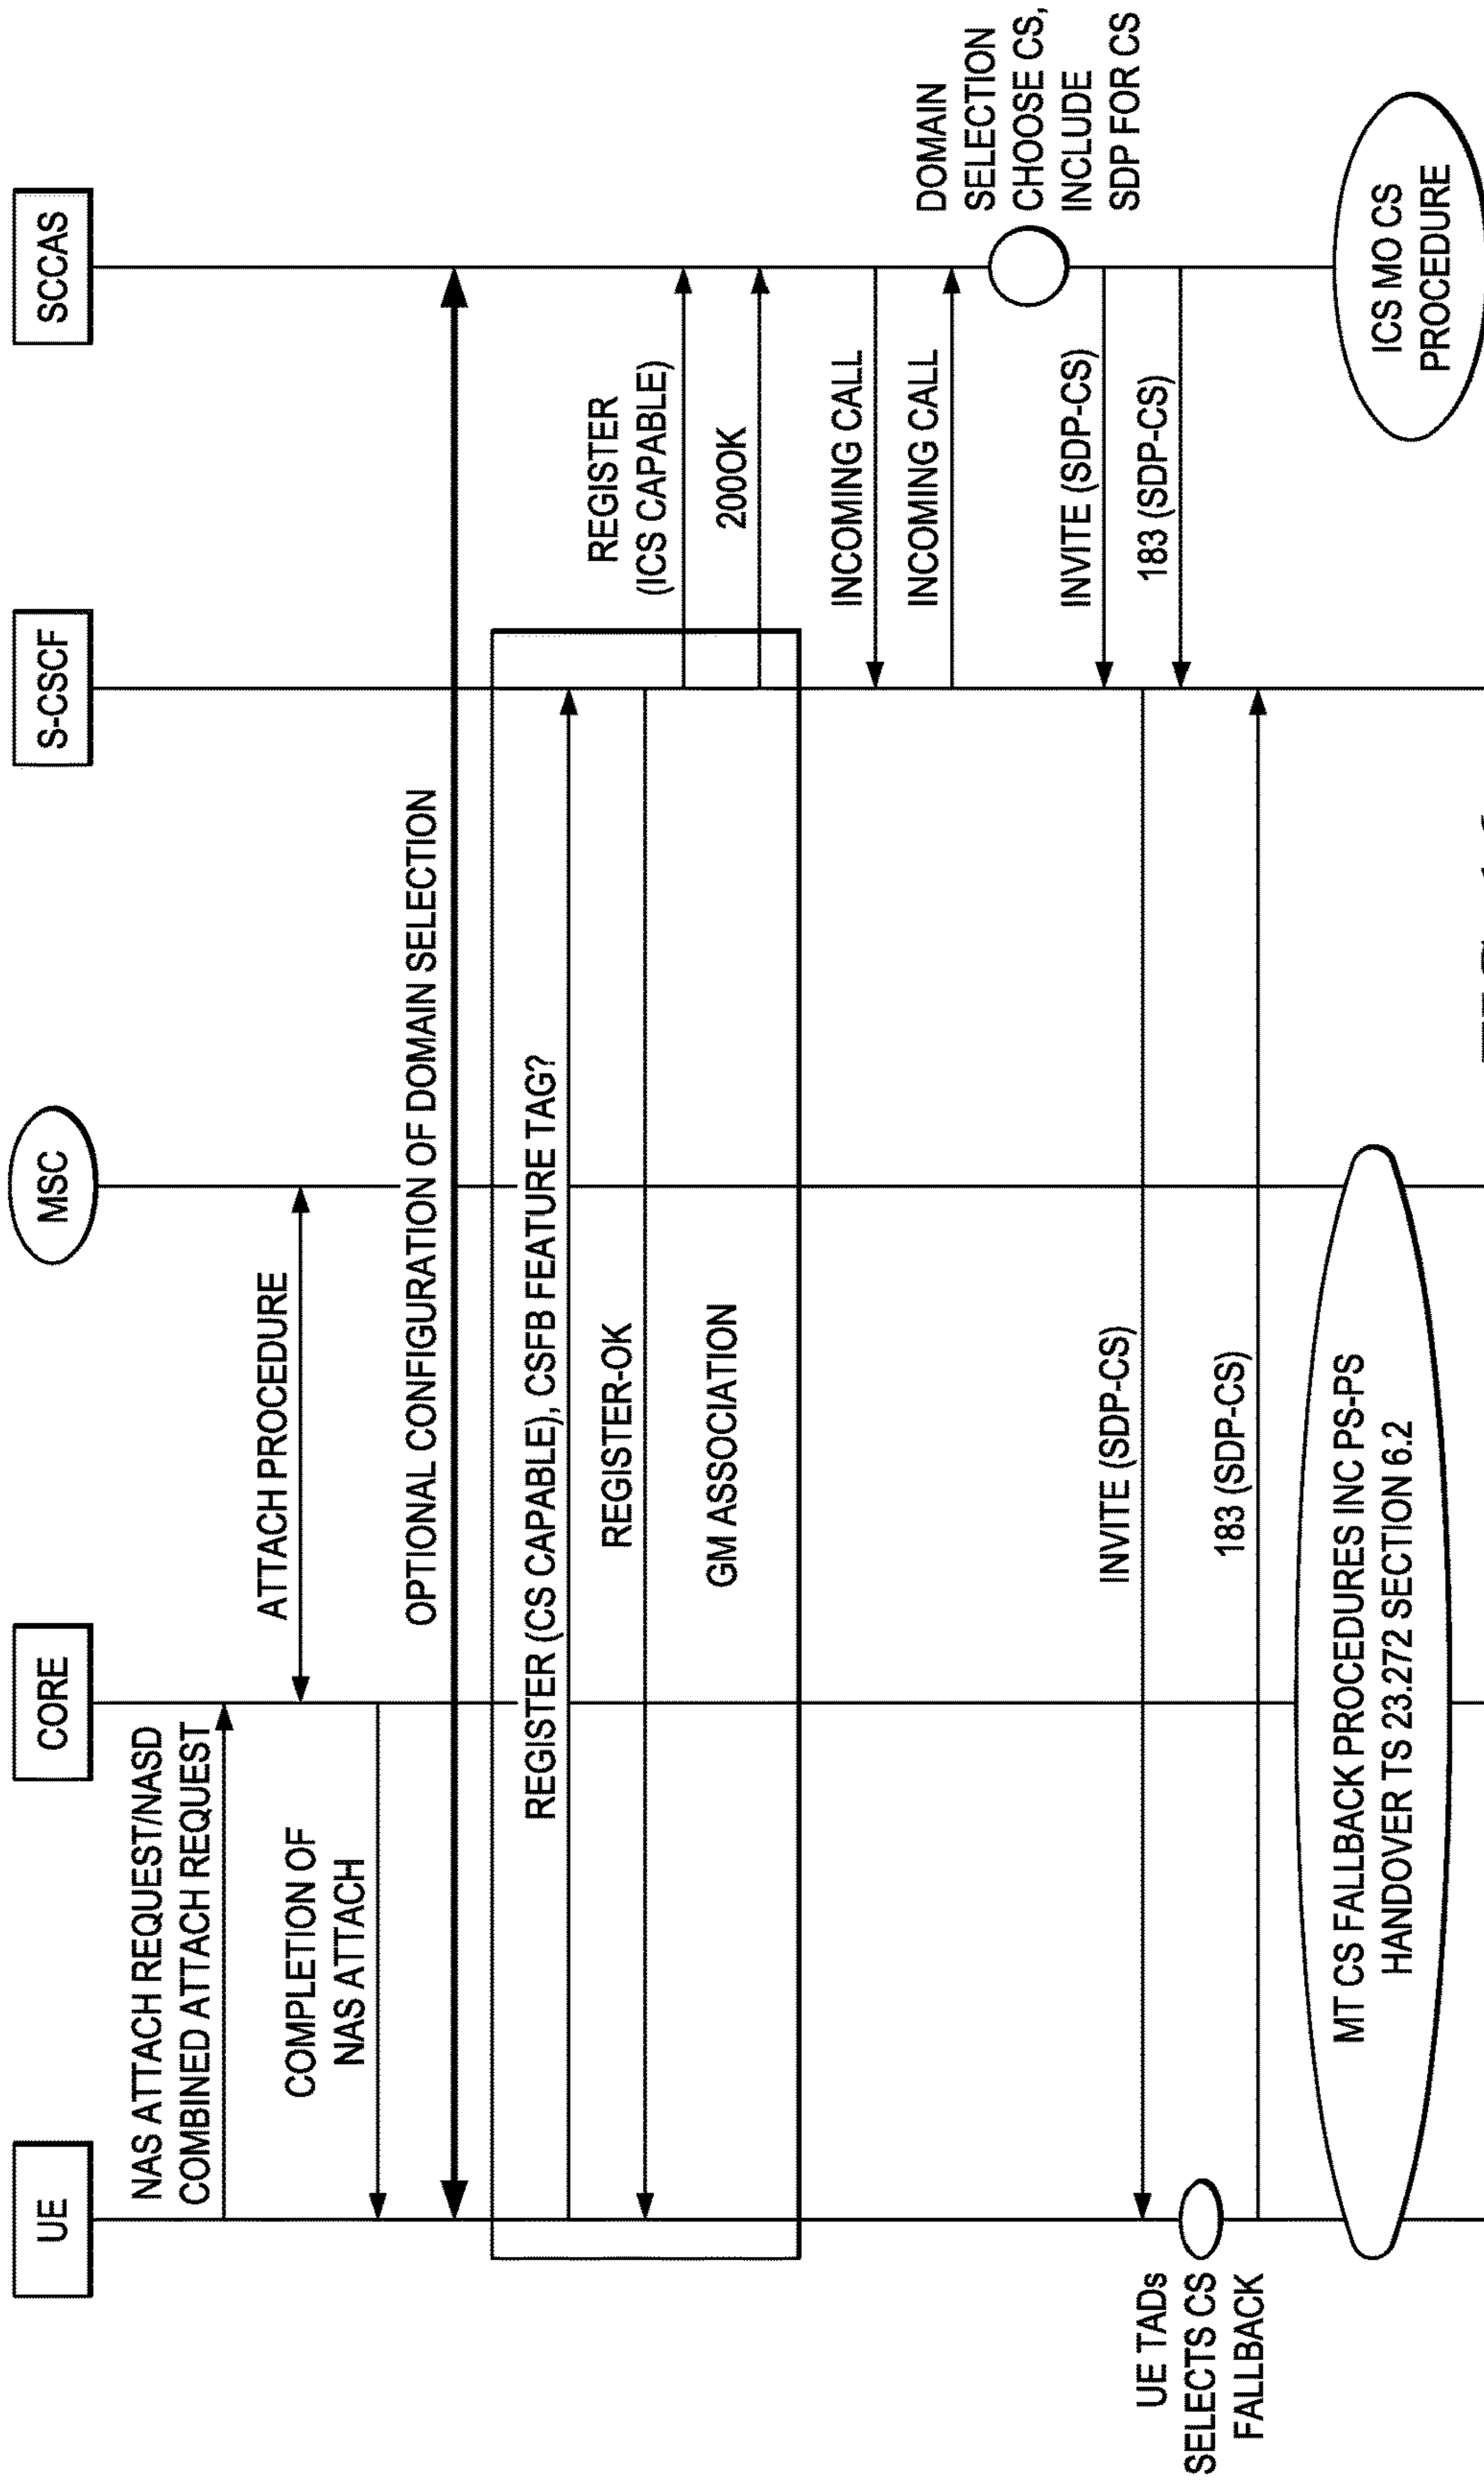 UE
CORE
MSC
S-CSCF
SCCAS
NAS ATTACH REQUEST/NASD
COMBINED ATTACH REQUEST
ATTACH PROCEDURE
COMPLETION OF
NAS ATTACH
OPTIONAL CONFIGURATION OF DOMAIN SELECTION
REGISTER (CS CAPABLE), CSFB FEATURE TAG?
REGISTER-OK
REGISTER
(ICS CAPABLE)
GM ASSOCIATION
200OK
INCOMING CALL
INCOMING CALL
DOMAIN
SELECTION
CHOOSE CS,
INCLUDE
SDP FOR CS
INVITE (SDP-CS)
INVITE (SDP-CS)
183 (SDP-CS)
UE TADs
SELECTS CS
FALLBACK
183 (SDP-CS)
MT CS FALLBACK PROCEDURES INC PS-PS
HANDOVER TS 23.272 SECTION 6.2
ICS MO CS
PROCEDURE